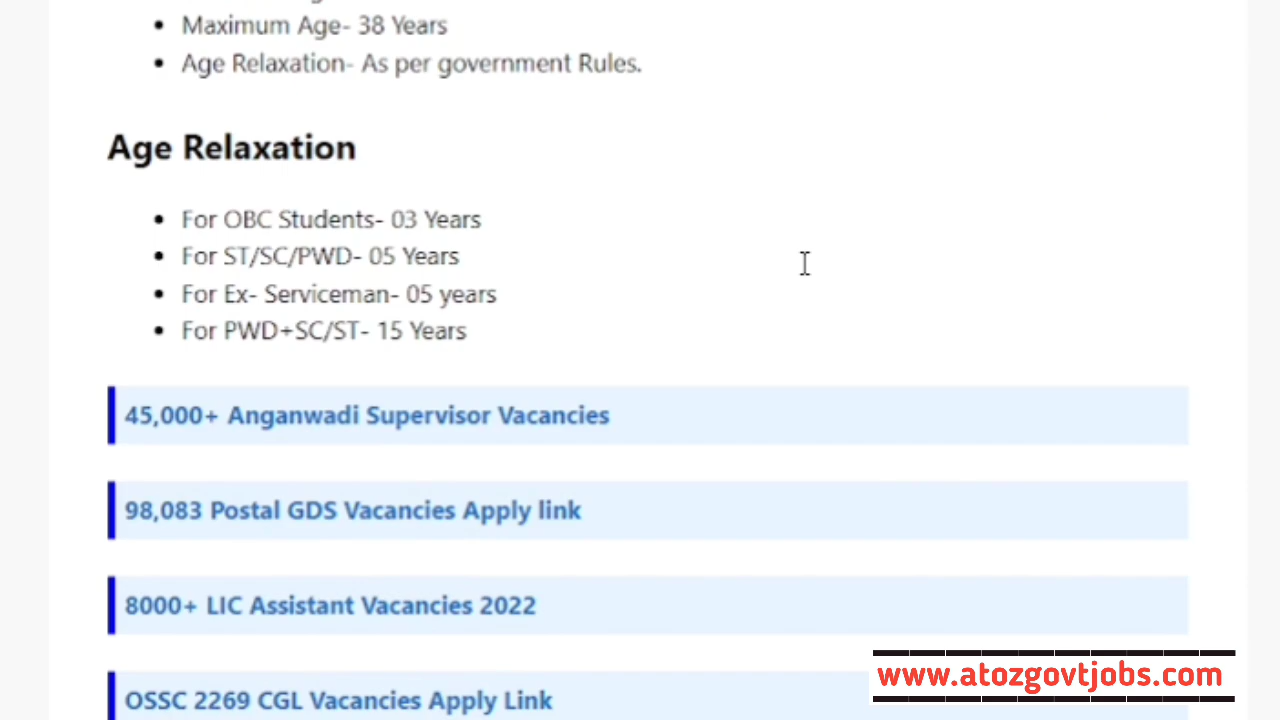 Maximum Age- 38 Years
Age Relaxation- As per government Rules.
Age Relaxation
For OBC Students- 03 Years
For ST/SC/PWD- 05 Years
For Ex- Serviceman- 05 years
For PWD+SC/ST- 15 Years
45,000+ Anganwadi Supervisor Vacancies
98,083 Postal GDS Vacancies Apply link
8000+ LIC Assistant Vacancies 2022
OSSC 2269 CGL Vacancies Apply Link
www.atozgovtjobs.com